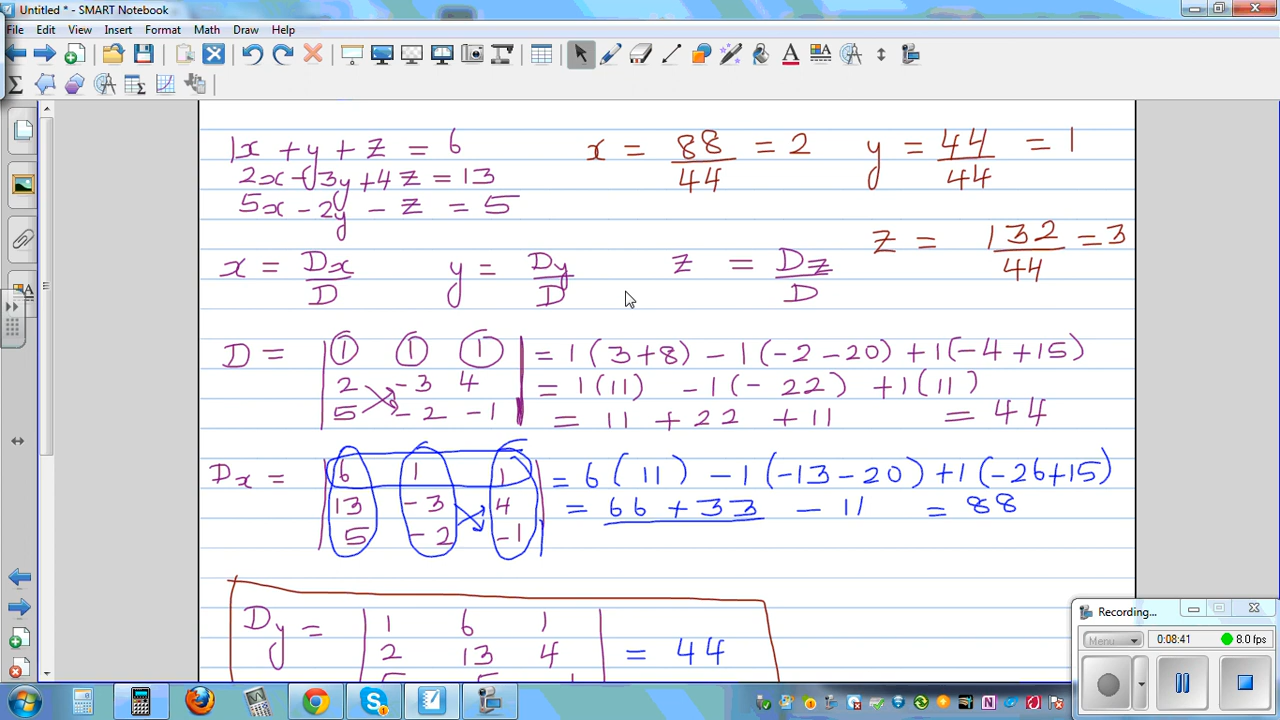 Untitled * - SMART Notebook
File Edit View Insert Format Math Draw Help
1x + y + z = 6
2x - 3y + 4z = 13
5x - 2y - z = 5
x = 88/44 = 2 y = 44/44 = 1
z = 132/44 = 3
x = Dx/D y = Dy/D z = Dz/D
D = | 1 1 1 | = 1(3+8) - 1(-2-20) + 1(-4+15)
2 -3 4 = 1(11) - 1(-22) + 1(11)
5 -2 -1 = 11 + 22 + 11 = 44
Dx = | 6 1 1 | = 6(11) - 1(-13-20) + 1(-26+15)
13 -3 4 = 66 + 33 - 11 = 88
5 -2 -1
Dy = | 1 6 1 |
2 13 4 = 44
Recording...
Menu 0:08:41 8.0 fps